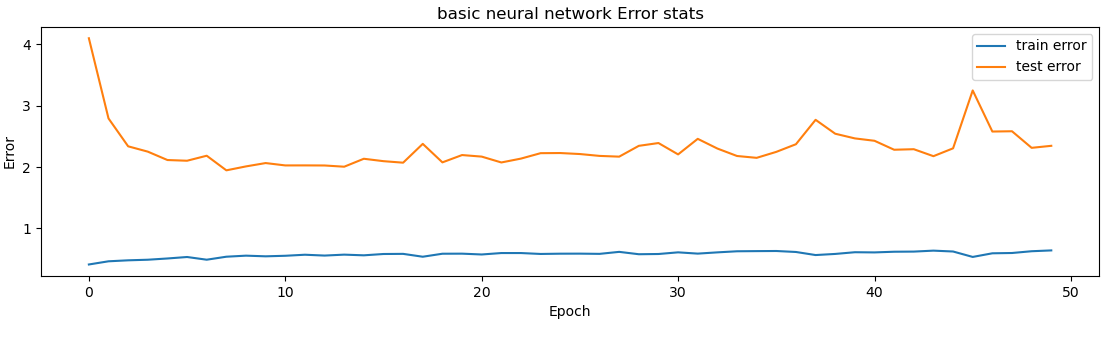 basic neural network Error stats
train error
test error
Error
4
3
2
1
0 10 20 30 40 50
Epoch